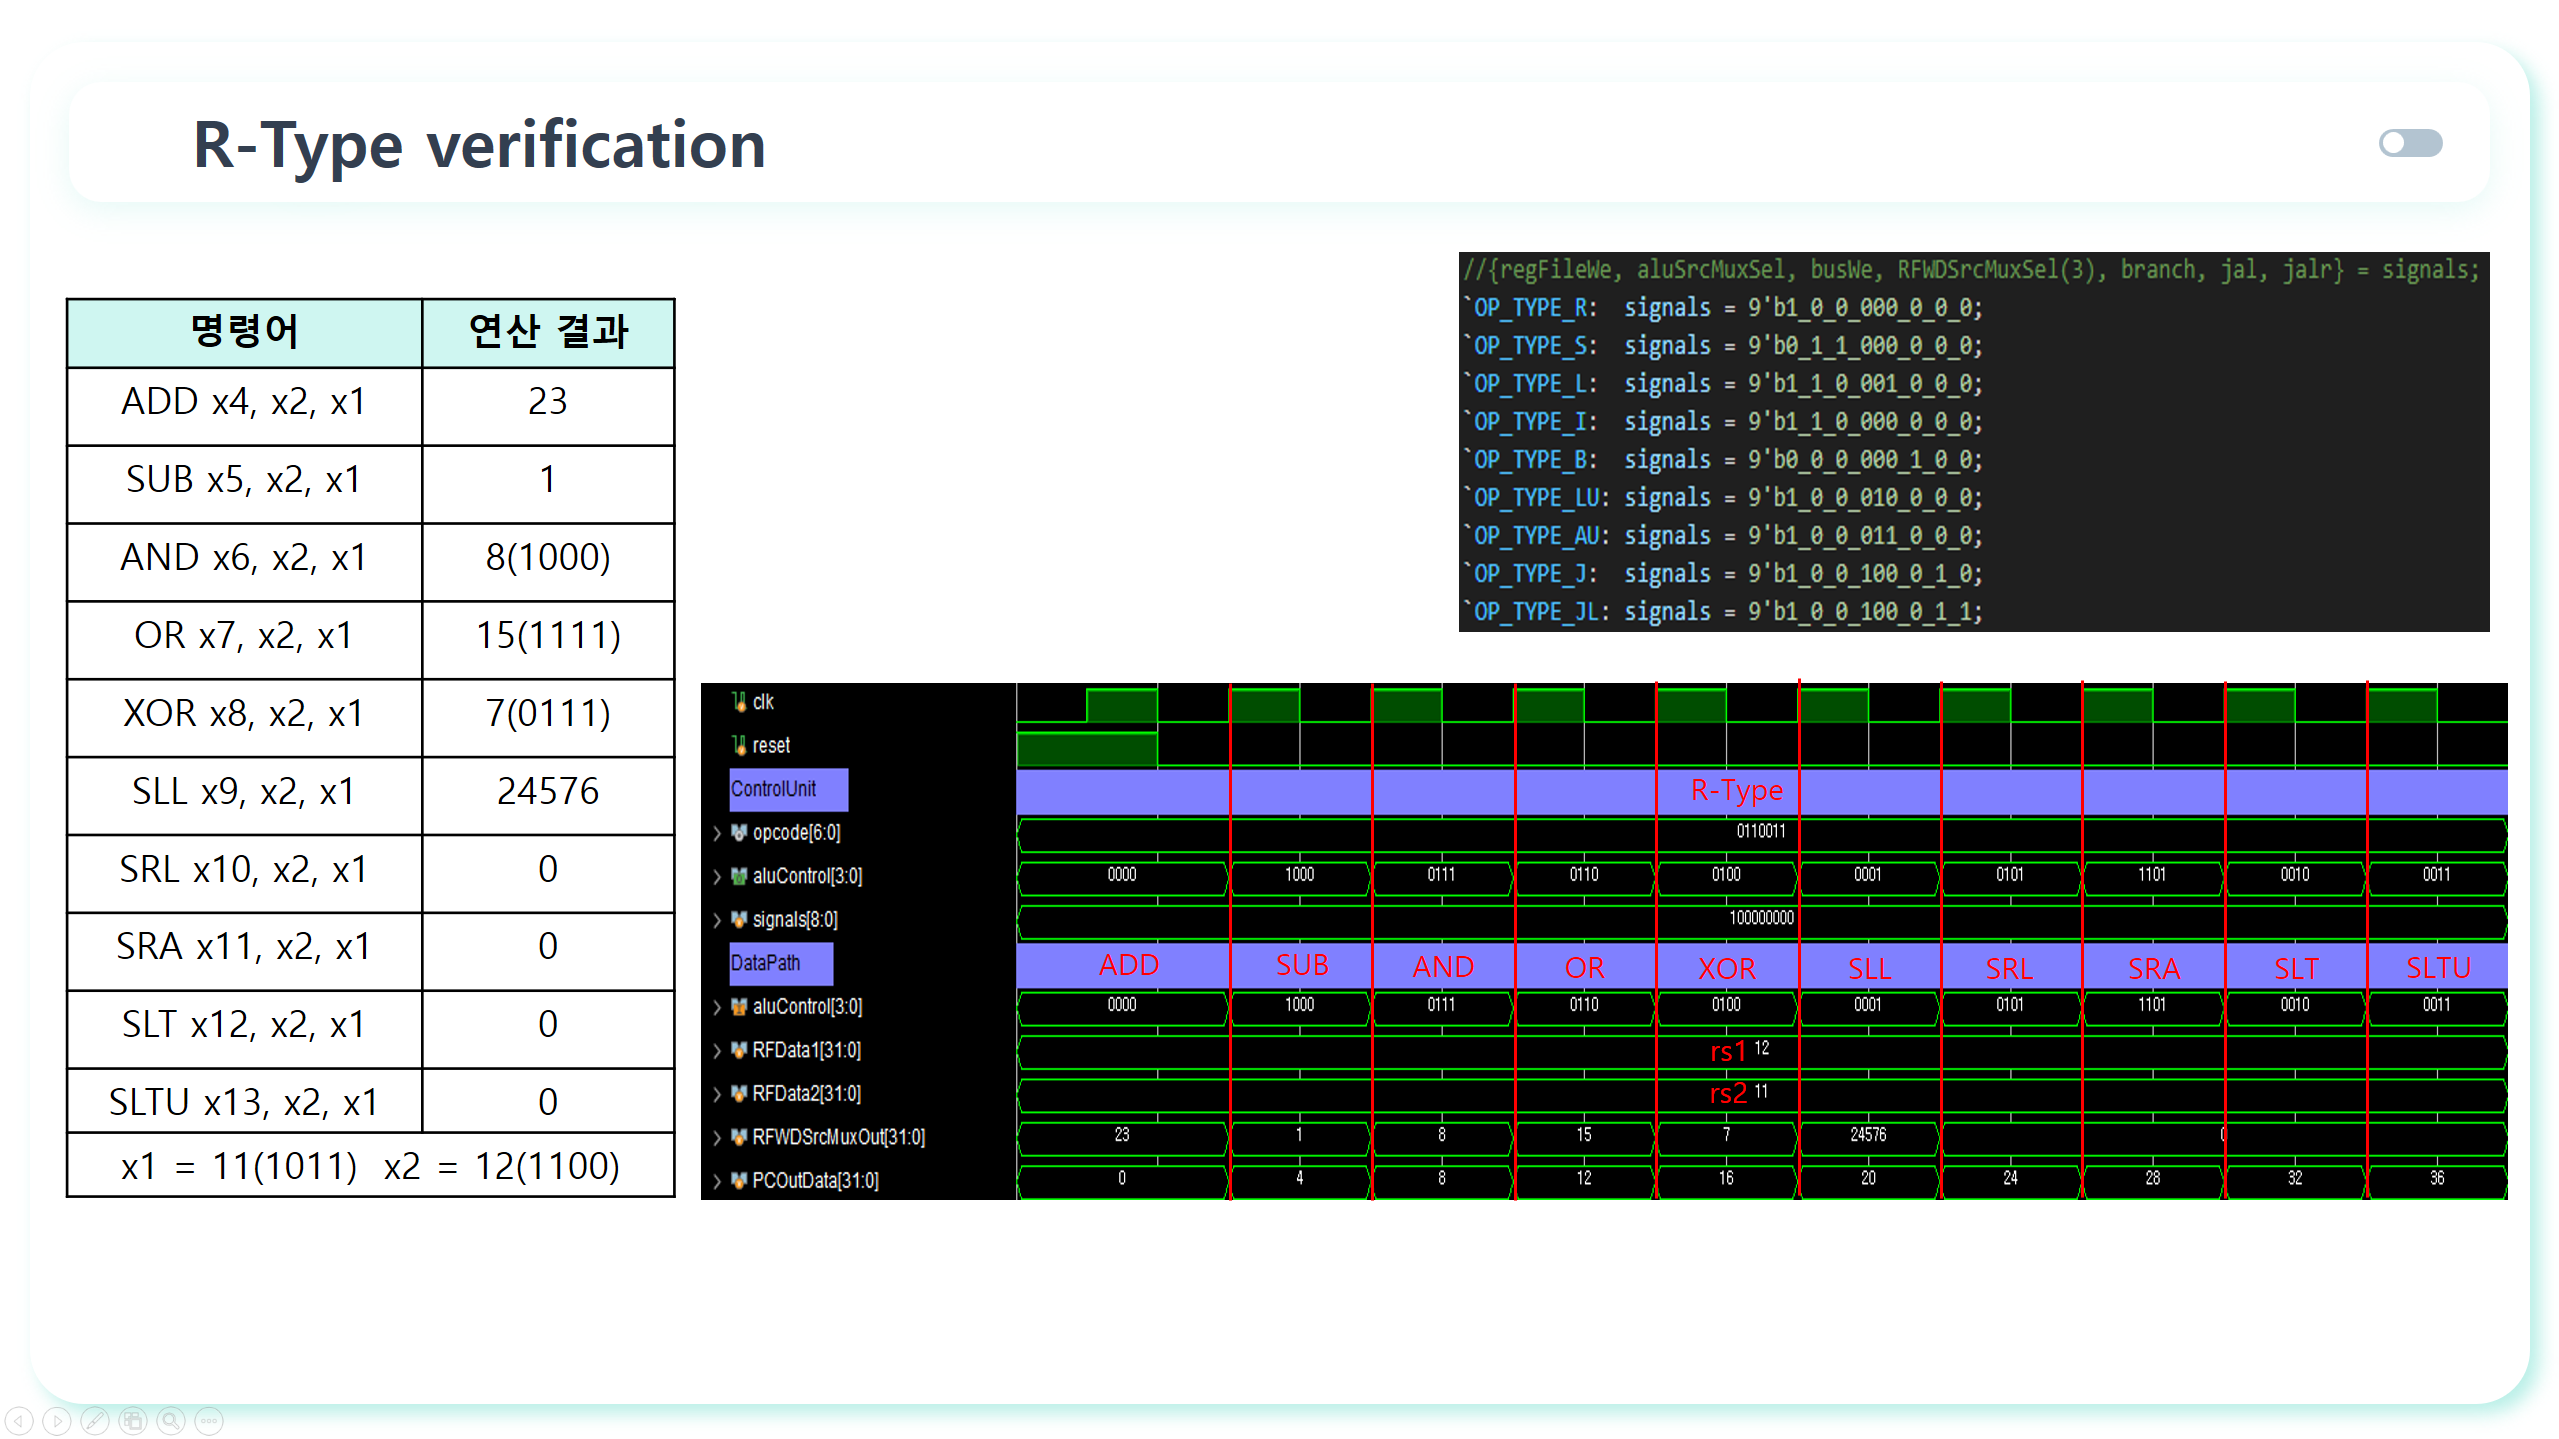 R-Type verification
//{regFileWe, aluSrcMuxSel, busWe, RFWDSrcMuxSel(3), branch, jal, jalr} = signals;
`OP_TYPE_R: signals = 9'b1_0_0_000_0_0_0;
`OP_TYPE_S: signals = 9'b0_1_1_000_0_0_0;
`OP_TYPE_L: signals = 9'b1_1_0_001_0_0_0;
`OP_TYPE_I: signals = 9'b1_1_0_000_0_0_0;
`OP_TYPE_B: signals = 9'b0_0_0_000_1_0_0;
`OP_TYPE_LU: signals = 9'b1_0_0_010_0_0_0;
`OP_TYPE_AU: signals = 9'b1_0_0_011_0_0_0;
`OP_TYPE_J: signals = 9'b1_0_0_100_0_1_0;
`OP_TYPE_JL: signals = 9'b1_0_0_100_0_1_1;
명령어 연산 결과
ADD x4, x2, x1 23
SUB x5, x2, x1 1
AND x6, x2, x1 8(1000)
OR x7, x2, x1 15(1111)
XOR x8, x2, x1 7(0111)
SLL x9, x2, x1 24576
SRL x10, x2, x1 0
SRA x11, x2, x1 0
SLT x12, x2, x1 0
SLTU x13, x2, x1 0
x1 = 11(1011) x2 = 12(1100)
clk
reset
ControlUnit R-Type
opcode[6:0] 0110011
aluControl[3:0] 0000 1000 0111 0110 0100 0001 0101 1101 0010 0011
signals[8:0] 100000000
DataPath ADD SUB AND OR XOR SLL SRL SRA SLT SLTU
aluControl[3:0] 0000 1000 0111 0110 0100 0001 0101 1101 0010 0011
RFData1[31:0] rs1 12
RFData2[31:0] rs2 11
RFWDSrcMuxOut[31:0] 23 1 8 15 7 24576 0
PCOutData[31:0] 0 4 8 12 16 20 24 28 32 36